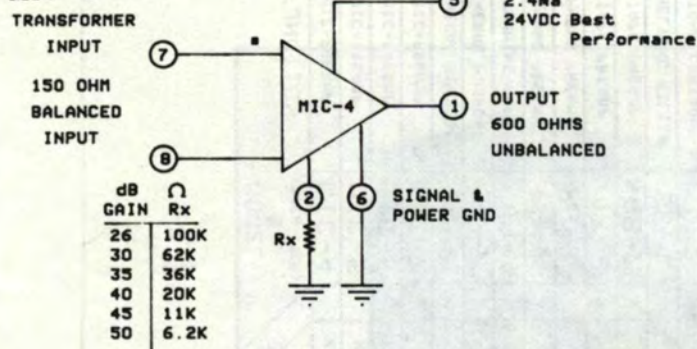 TRANSFORMER
INPUT
150 OHM
BALANCED
INPUT
7
8
MIC-4
2.4Ma
24VDC Best
Performance
1
OUTPUT
600 OHMS
UNBALANCED
2
6
SIGNAL &
POWER GND
Rx
dB Ω
GAIN Rx
26 100K
30 62K
35 36K
40 20K
45 11K
50 6.2K